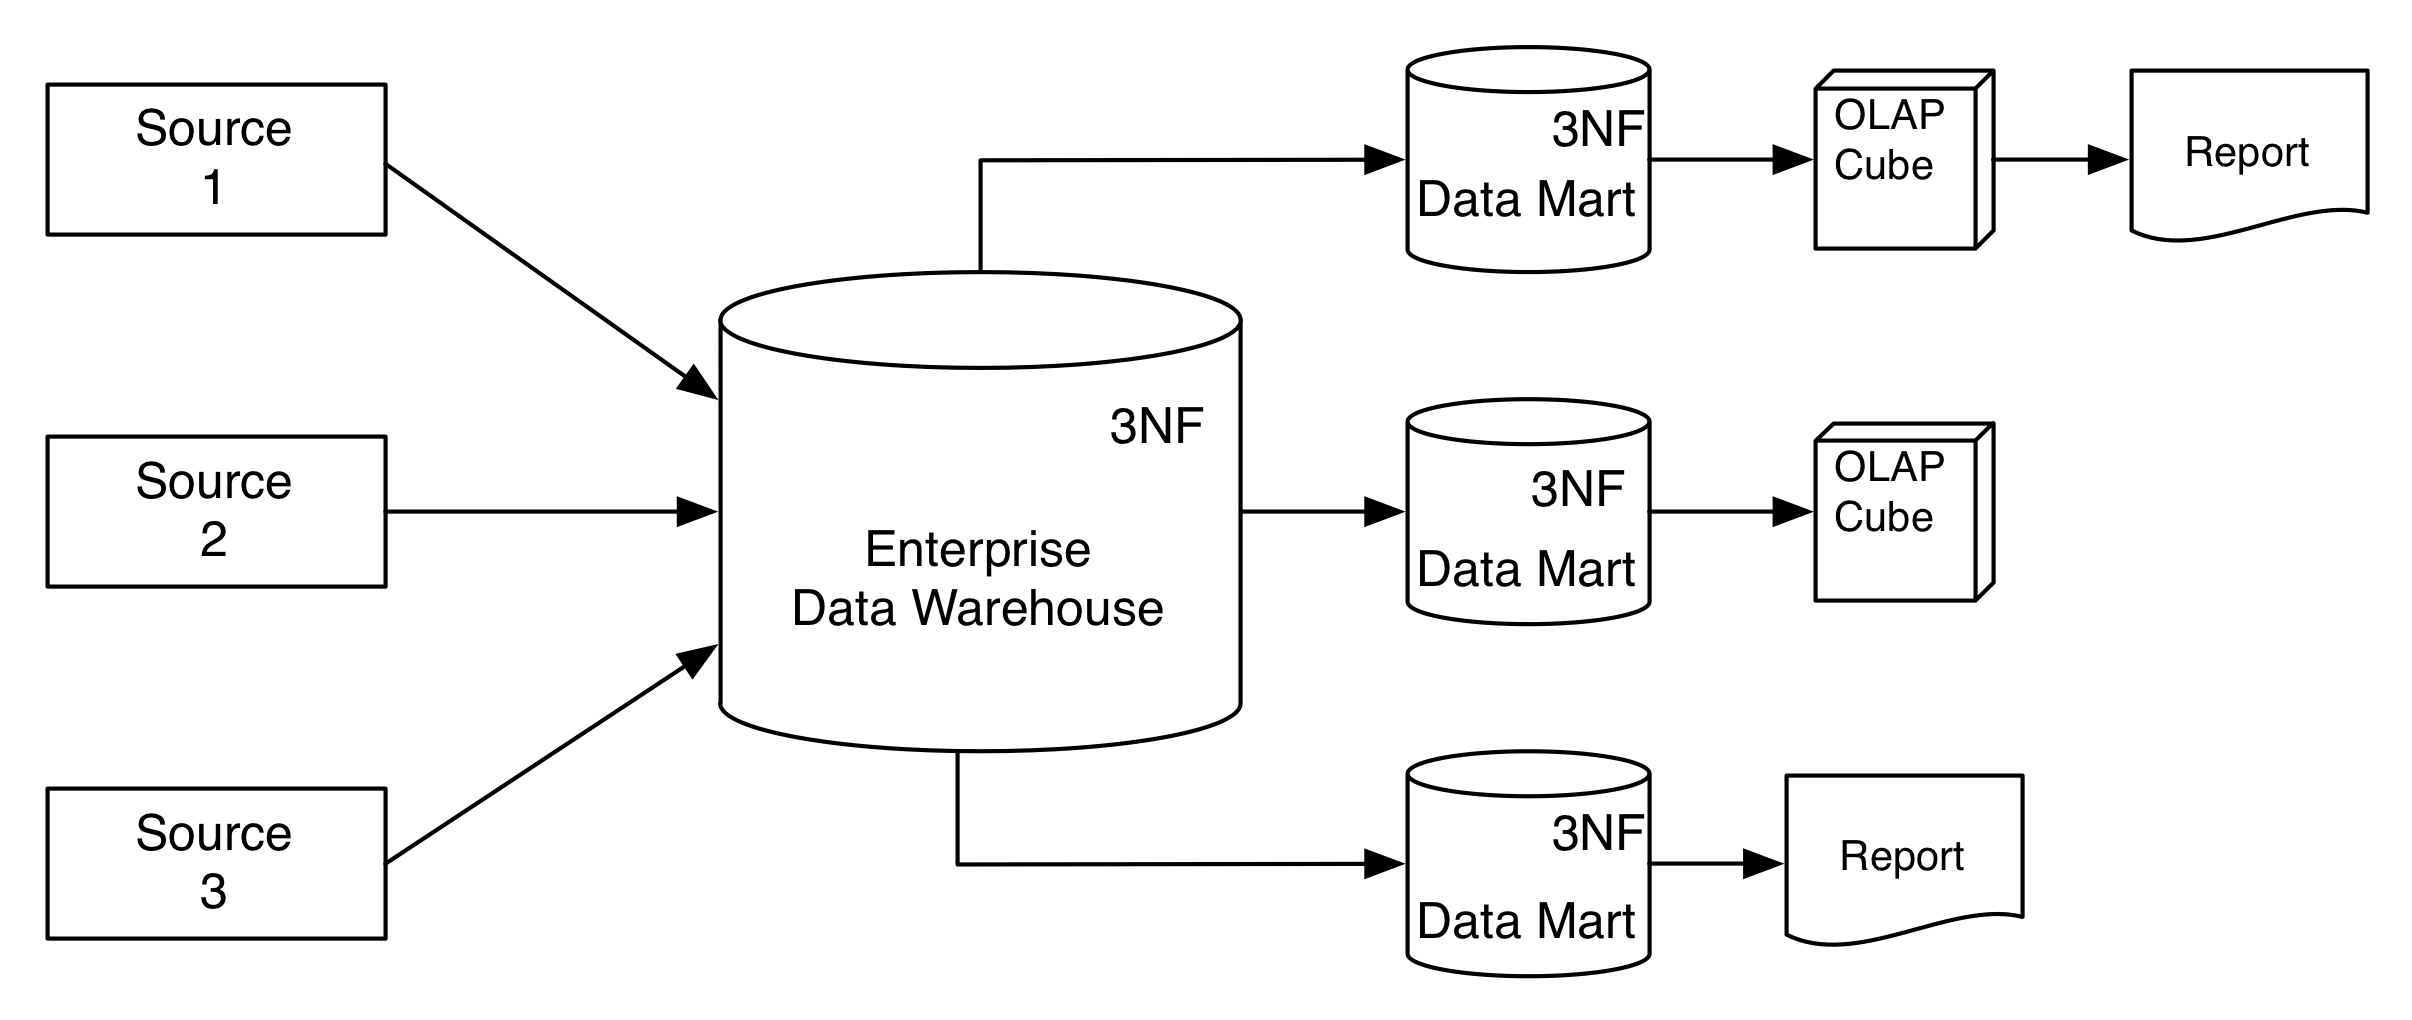 Source
1
Source
2
Source
3
3NF
Enterprise
Data Warehouse
3NF
Data Mart
OLAP
Cube
Report
3NF
Data Mart
OLAP
Cube
3NF
Data Mart
Report